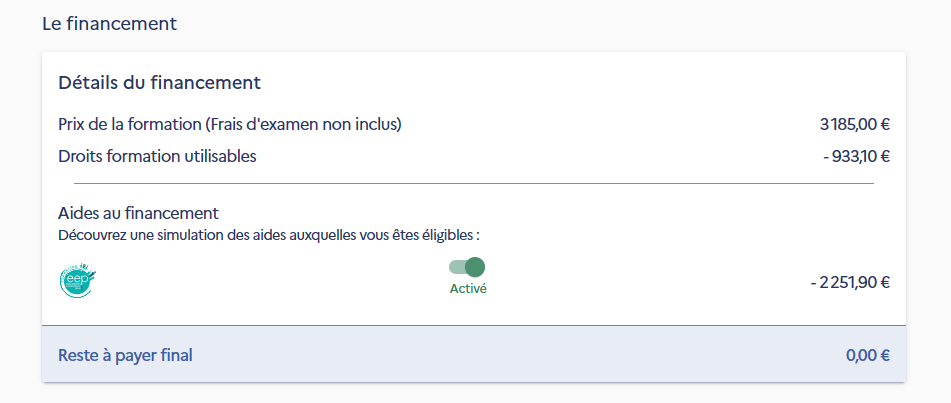 Le financement
Détails du financement
Prix de la formation (Frais d'examen non inclus) 3 185,00 €
Droits formation utilisables - 933,10 €
Aides au financement
Découvrez une simulation des aides auxquelles vous êtes éligibles :
eep
Activé
- 2 251,90 €
Reste à payer final 0,00 €